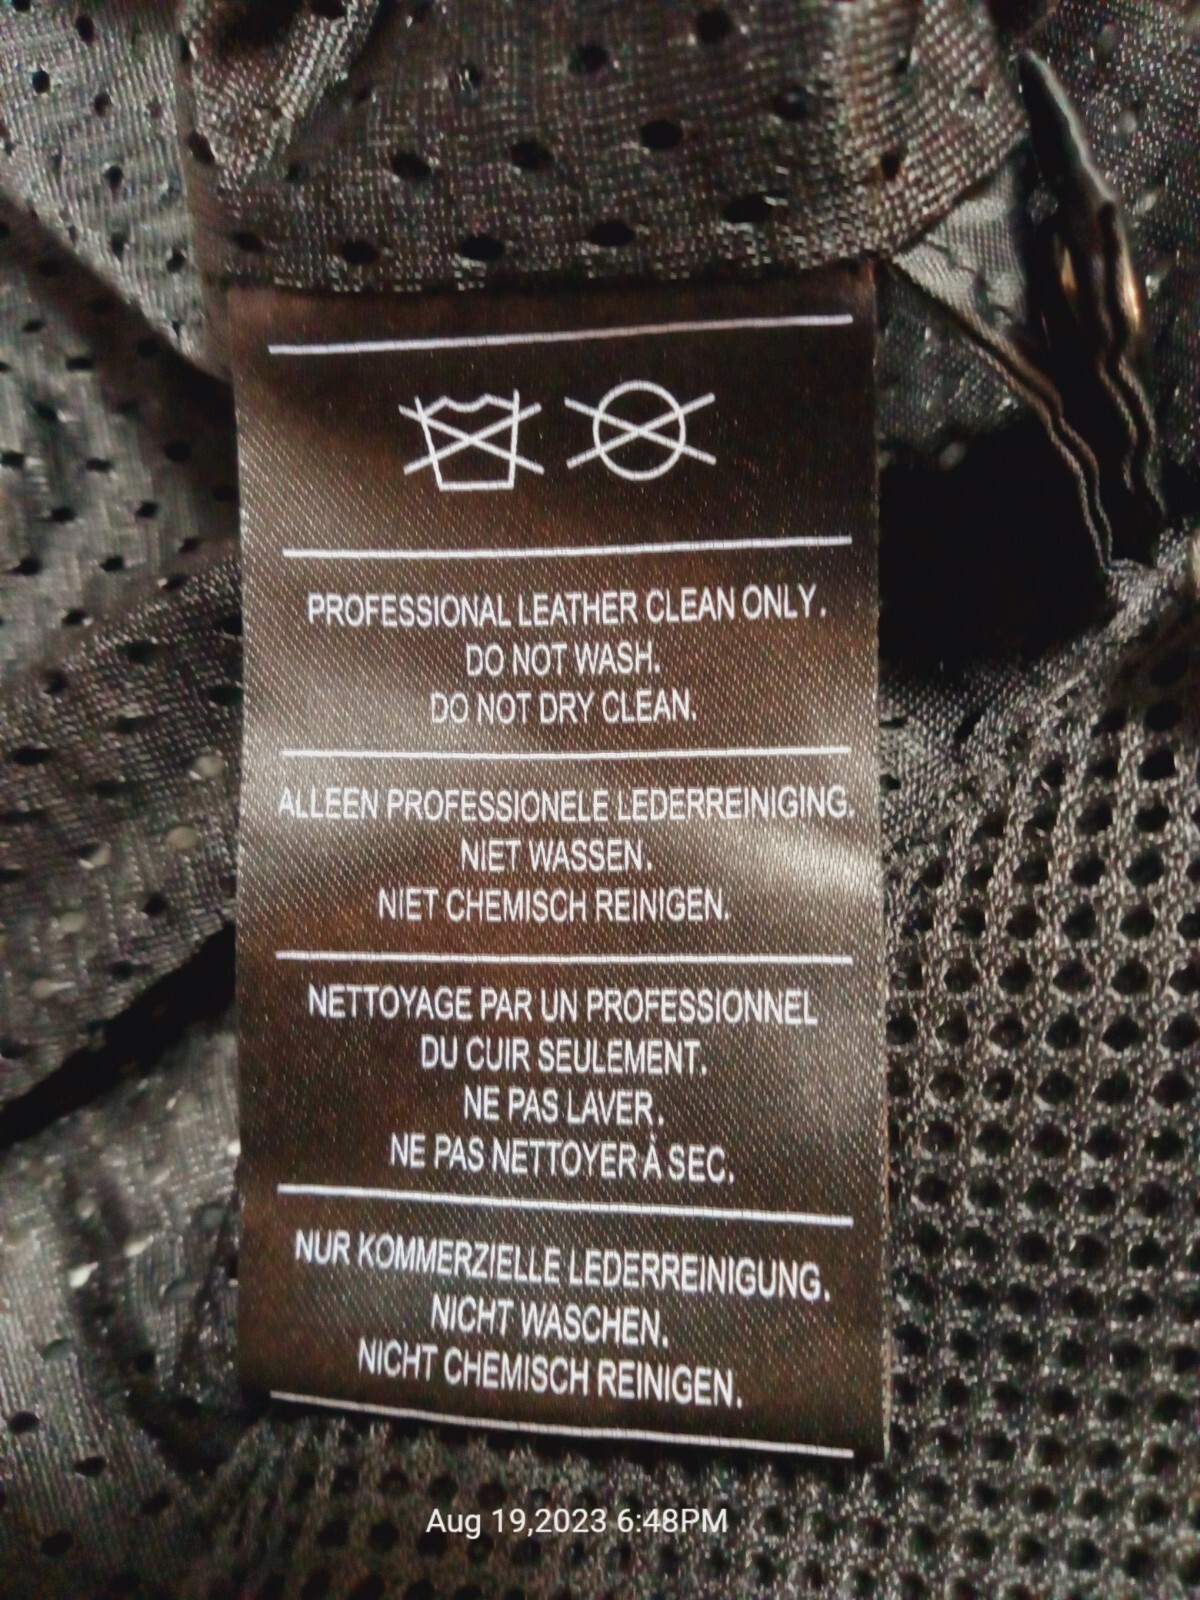 PROFESSIONAL LEATHER CLEAN ONLY.
DO NOT WASH.
DO NOT DRY CLEAN.
ALLEEN PROFESSIONELE LEDERREINIGING.
NIET WASSEN.
NIET CHEMISCH REINIGEN.
NETTOYAGE PAR UN PROFESSIONNEL
DU CUIR SEULEMENT.
NE PAS LAVER.
NE PAS NETTOYER À SEC.
NUR KOMMERZIELLE LEDERREINIGUNG.
NICHT WASCHEN.
NICHT CHEMISCH REINIGEN.
Aug 19,2023 6:48PM